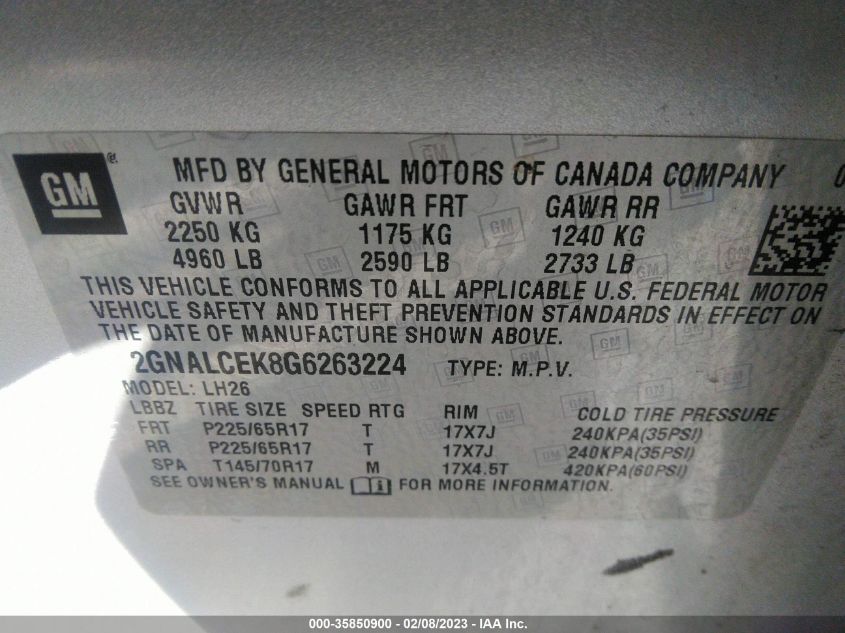 GM® MFD BY GENERAL MOTORS OF CANADA COMPANY 0
GVWR GAWR FRT GAWR RR
2250 KG 1175 KG 1240 KG
4960 LB 2590 LB 2733 LB
THIS VEHICLE CONFORMS TO ALL APPLICABLE U.S. FEDERAL MOTOR
VEHICLE SAFETY AND THEFT PREVENTION STANDARDS IN EFFECT ON
THE DATE OF MANUFACTURE SHOWN ABOVE.
2GNALCEK8G6263224 TYPE: M.P.V.
MODEL: LH26
LBBZ TIRE SIZE SPEED RTG RIM COLD TIRE PRESSURE
FRT P225/65R17 T 17X7J 240KPA(35PSI)
RR P225/65R17 T 17X7J 240KPA(35PSI)
SPA T145/70R17 M 17X4.5T 420KPA(60PSI)
SEE OWNER'S MANUAL FOR MORE INFORMATION.
000-35850900 - 02/08/2023 - IAA Inc.